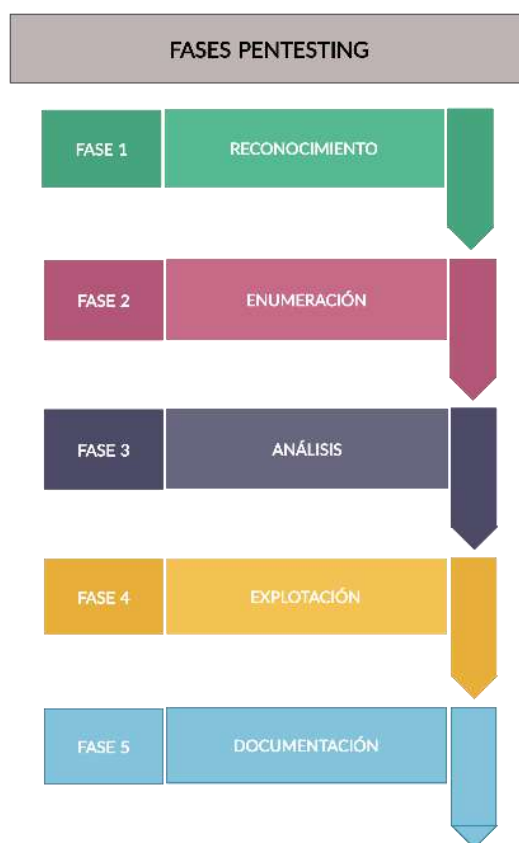 FASES PENTESTING
FASE 1 RECONOCIMIENTO
FASE 2 ENUMERACIÓN
FASE 3 ANÁLISIS
FASE 4 EXPLOTACIÓN
FASE 5 DOCUMENTACIÓN